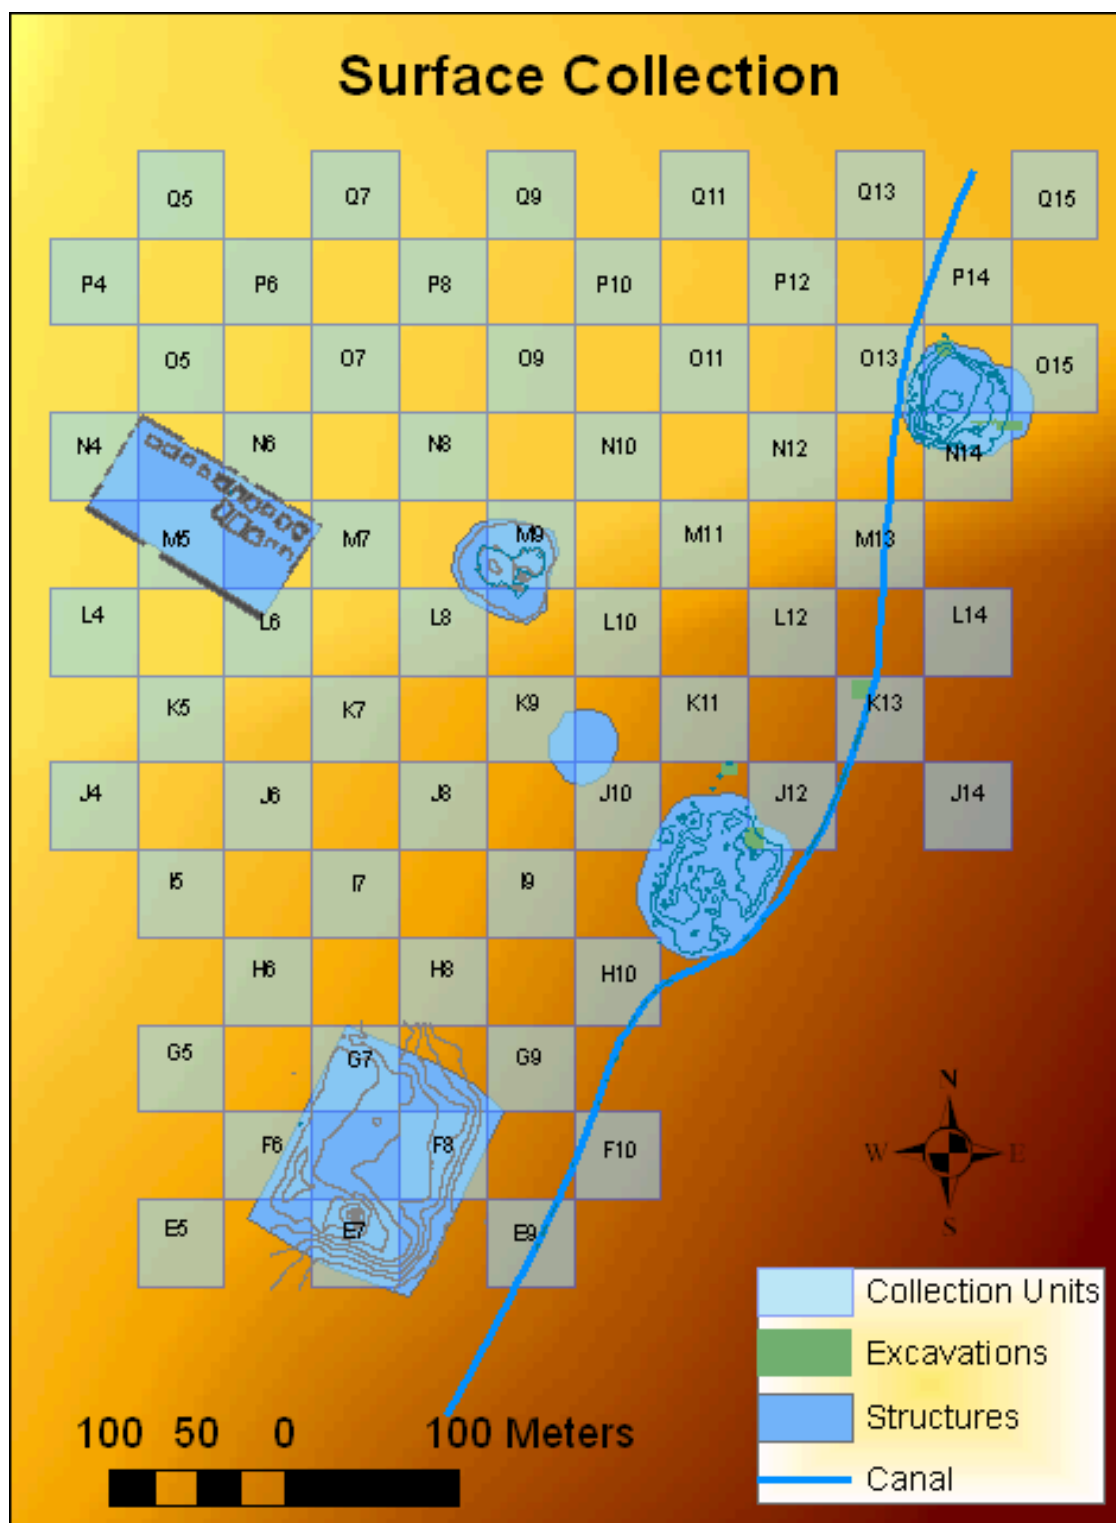 Surface Collection
Q5 Q7 Q9 Q11 Q13 Q15
P4 P6 P8 P10 P12 P14
O5 O7 O9 O11 O13 O15
N4 N6 N8 N10 N12 N14
M5 M7 M9 M11 M13
L4 L6 L8 L10 L12 L14
K5 K7 K9 K11 K13
J4 J6 J8 J10 J12 J14
I5 I7 I9
H6 H8 H10
G5 G7 G9
F6 F8 F10
E5 E7 E9
N
W E
S
Collection Units
Excavations
Structures
Canal
100 50 0 100 Meters